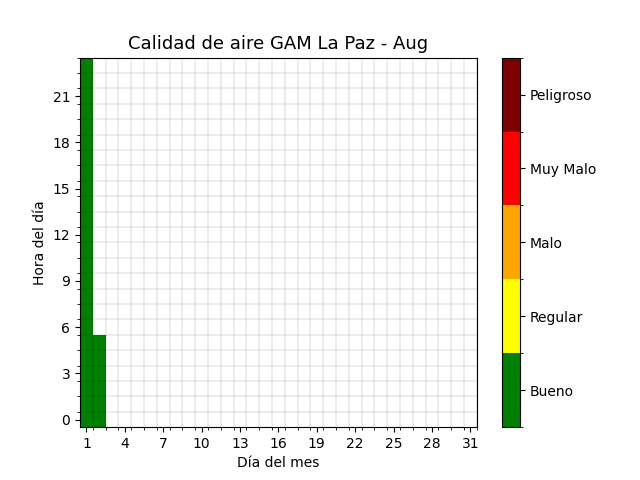 Calidad de aire GAM La Paz - Aug
Hora del día
21
18
15
12
9
6
3
0
1 4 7 10 13 16 19 22 25 28 31
Día del mes
Peligroso
Muy Malo
Malo
Regular
Bueno